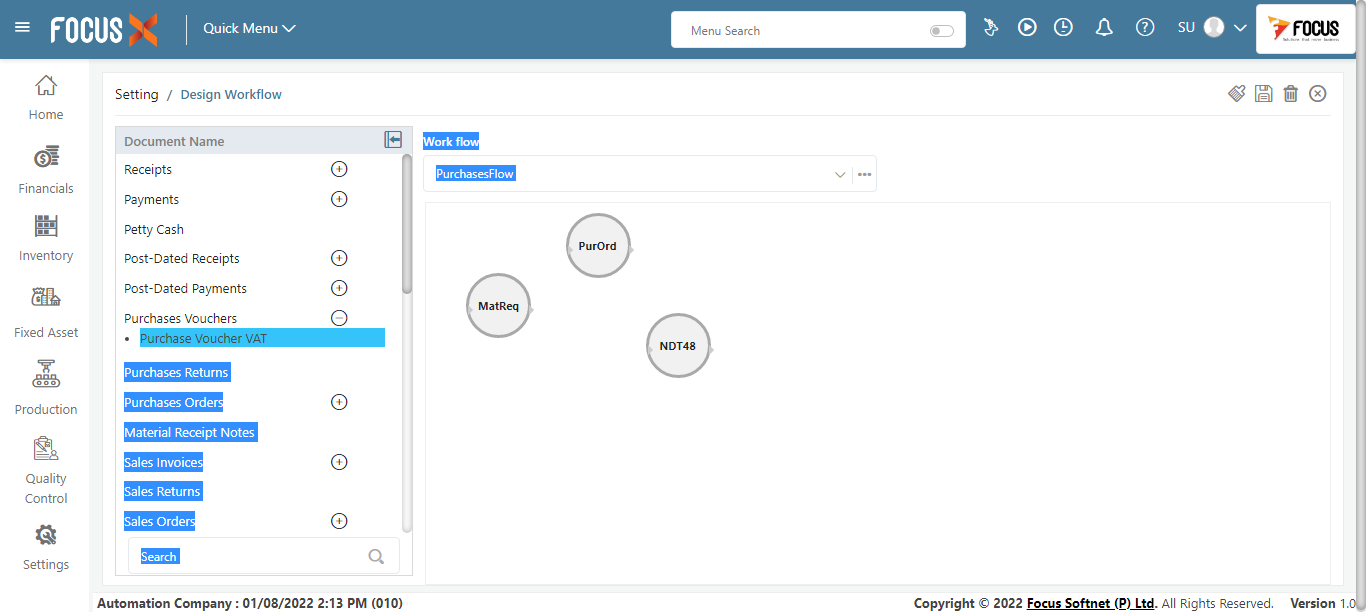 FOCUS X
Quick Menu
Menu Search
SU
FOCUS
Home
Financials
Inventory
Fixed Asset
Production
Quality
Control
Settings
Setting / Design Workflow
Document Name
Receipts
Payments
Petty Cash
Post-Dated Receipts
Post-Dated Payments
Purchases Vouchers
• Purchase Voucher VAT
Purchases Returns
Purchases Orders
Material Receipt Notes
Sales Invoices
Sales Returns
Sales Orders
Search
Work flow
PurchasesFlow
PurOrd
MatReq
NDT48
Automation Company : 01/08/2022 2:13 PM (010)
Copyright © 2022 Focus Softnet (P) Ltd. All Rights Reserved. Version 1.0